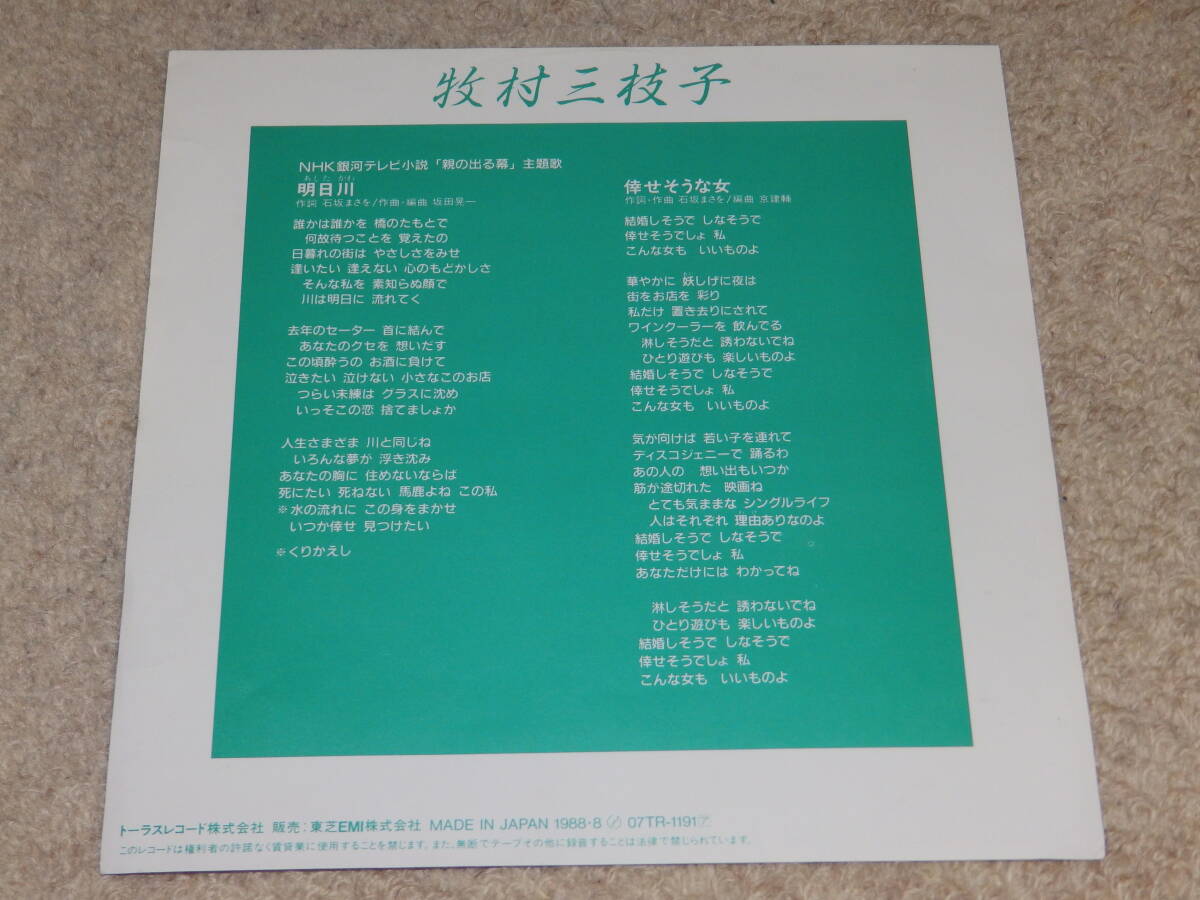 牧村三枝子
NHK銀河テレビ小説「親の出る幕」主題歌
あした かわ
明日川
作詞 石坂まさを/作曲・編曲 坂田晃一
誰かは誰かを 橋のたもとで
何故待つことを 覚えたの
日暮れの街は やさしさをみせ
逢いたい 逢えない 心のもどかしさ
そんな私を 素知らぬ顔で
川は明日に 流れてく
去年のセーター 首に結んで
あなたのクセを 想いだす
この頃酔うの お酒に負けて
泣きたい 泣けない 小さなこのお店
つらい未練は グラスに沈め
いっそこの恋 捨てましょか
人生さまざま 川と同じね
いろんな夢が 浮き沈み
あなたの胸に 住めないならば
死にたい 死ねない 馬鹿よね この私
※水の流れに この身をまかせ
いつか倖せ 見つけたい
※くりかえし
倖せそうな女
作詞・作曲 石坂まさを/編曲 京建輔
結婚しそうで しなそうで
倖せそうでしょ 私
こんな女も いいものよ
華やかに 妖しげに夜は
街をお店を 彩り
私だけ 置き去りにされて
ワインクーラーを 飲んでる
淋しそうだと 誘わないでね
ひとり遊びも 楽しいものよ
結婚しそうで しなそうで
倖せそうでしょ 私
こんな女も いいものよ
気か向けば 若い子を連れて
ディスコジェニーで 踊るわ
あの人の 想い出もいつか
筋が途切れた 映画ね
とても気ままな シングルライフ
人はそれぞれ 理由ありなのよ
結婚しそうで しなそうで
倖せそうでしょ 私
あなただけには わかってね
淋しそうだと 誘わないでね
ひとり遊びも 楽しいものよ
結婚しそうで しなそうで
倖せそうでしょ 私
こんな女も いいものよ
トーラスレコード株式会社 販売:東芝EMI株式会社 MADE IN JAPAN 1988・8 07TR-1191
このレコードは権利者の許諾なく賃貸業に使用することを禁じます。また、無断でテープその他に録音することは法律で禁じられています。